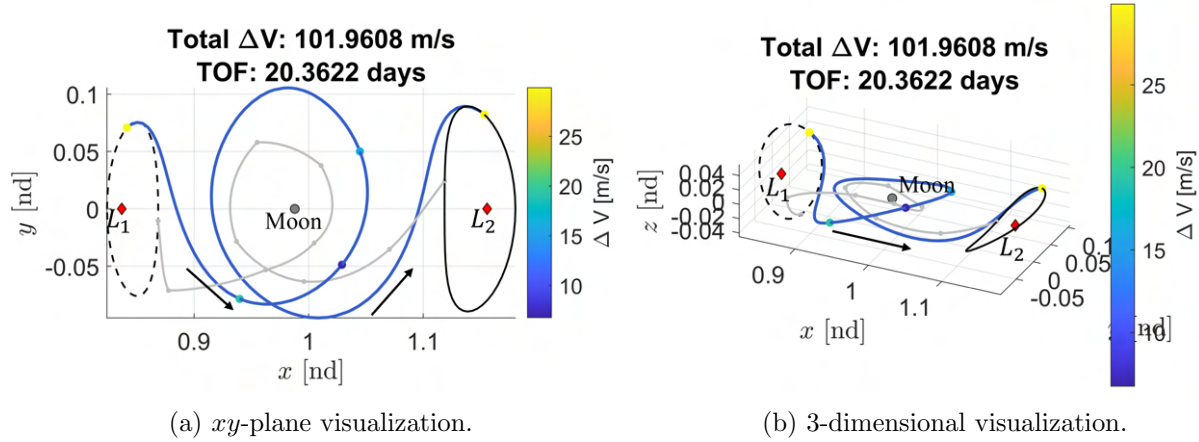 Total ΔV: 101.9608 m/s
TOF: 20.3622 days
0.1
0.05
0
-0.05
y [nd]
0.9
1
1.1
x [nd]
L1
Moon
L2
25
20
15
10
Δ V [m/s]
(a) xy-plane visualization.
Total ΔV: 101.9608 m/s
TOF: 20.3622 days
0.04
0.02
0
-0.02
-0.04
z [nd]
0.9
1
1.1
x [nd]
0.1
0.05
0
-0.05
L1
Moon
L2
25
20
15
10
Δ V [m/s]
nd]
(b) 3-dimensional visualization.